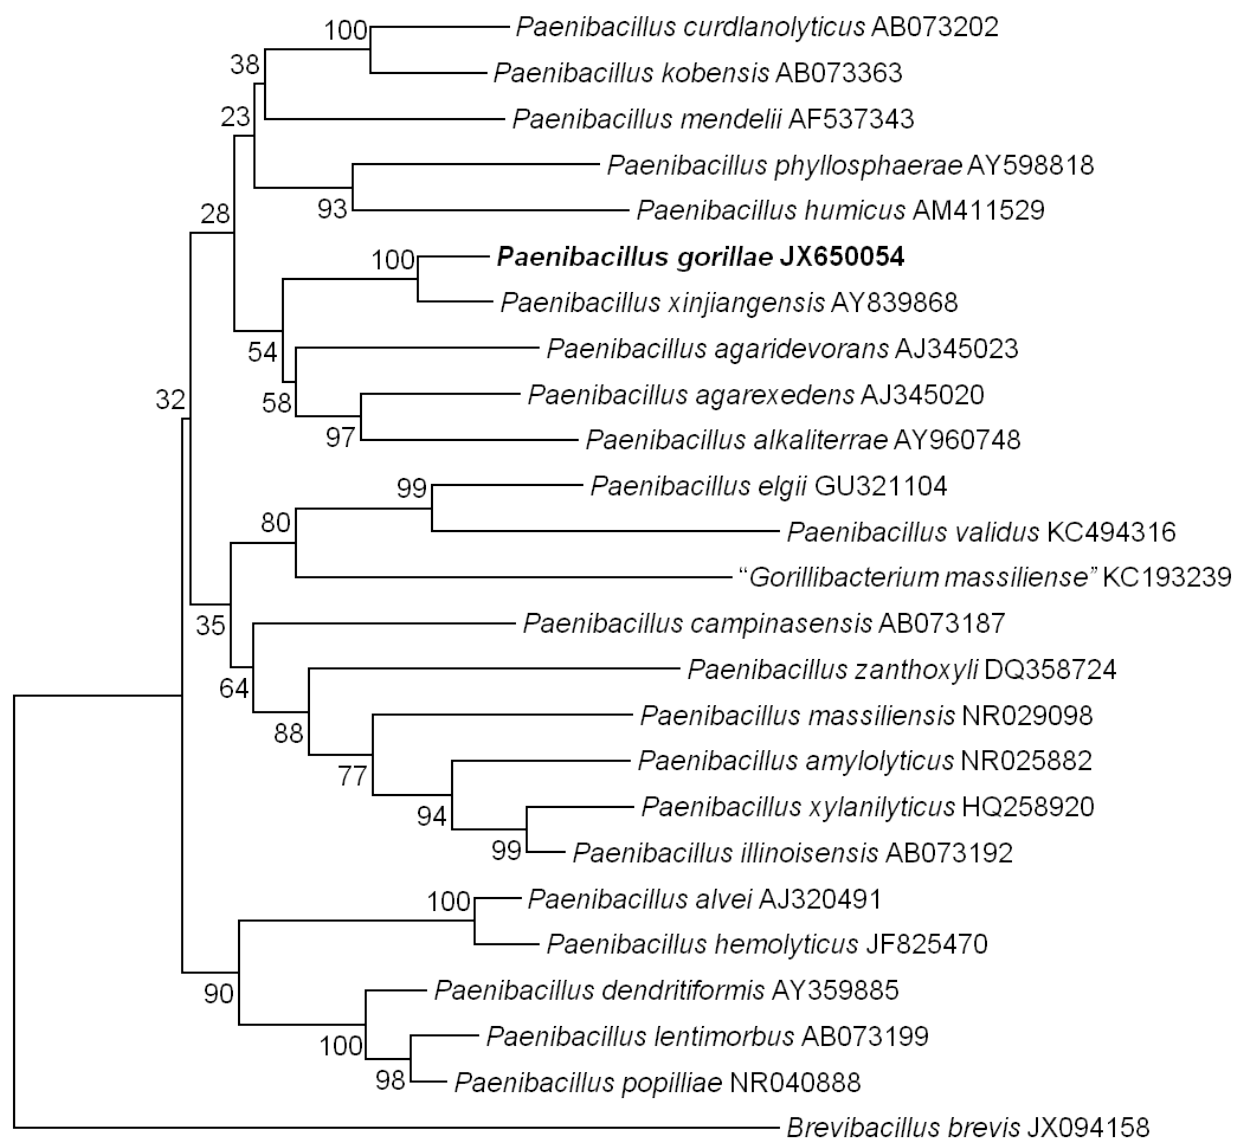 100
Paenibacillus curdlanolyticus AB073202
38
Paenibacillus kobensis AB073363
23
Paenibacillus mendelii AF537343
Paenibacillus phyllosphaerae AY598818
93
Paenibacillus humicus AM411529
28
100
Paenibacillus gorillae JX650054
Paenibacillus xinjiangensis AY839868
54
Paenibacillus agaridevorans AJ345023
58
Paenibacillus agarexedens AJ345020
32
97
Paenibacillus alkaliterrae AY960748
99
Paenibacillus elgii GU321104
80
Paenibacillus validus KC494316
“Gorillibacterium massiliense” KC193239
35
Paenibacillus campinasensis AB073187
64
Paenibacillus zanthoxyli DQ358724
88
Paenibacillus massiliensis NR029098
77
Paenibacillus amylolyticus NR025882
94
Paenibacillus xylanilyticus HQ258920
99
Paenibacillus illinoisensis AB073192
100
Paenibacillus alvei AJ320491
Paenibacillus hemolyticus JF825470
90
Paenibacillus dendritiformis AY359885
100
Paenibacillus lentimorbus AB073199
98
Paenibacillus popilliae NR040888
Brevibacillus brevis JX094158